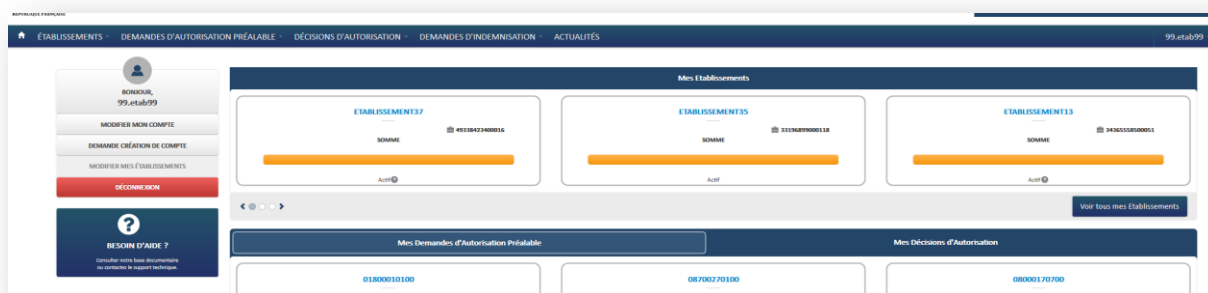 RÉPUBLIQUE FRANÇAISE
ÉTABLISSEMENTS DEMANDES D'AUTORISATION PRÉALABLE DÉCISIONS D'AUTORISATION DEMANDES D'INDEMNISATION ACTUALITÉS 99.etab99
BONJOUR,
99.etab99
MODIFIER MON COMPTE
DEMANDE CRÉATION DE COMPTE
MODIFIER MES ÉTABLISSEMENTS
DÉCONNEXION
?
BESOIN D'AIDE ?
Consulter notre base documentaire
ou contactez le support technique.
Mes Etablissements
ETABLISSEMENT37
49338423400016
SOMME
Actif
ETABLISSEMENT35
33196899000118
SOMME
Actif
ETABLISSEMENT13
34365558500051
SOMME
Actif
Voir tous mes Etablissements
Mes Demandes d'Autorisation Préalable
Mes Décisions d'Autorisation
01800010100
08700270100
08000170700